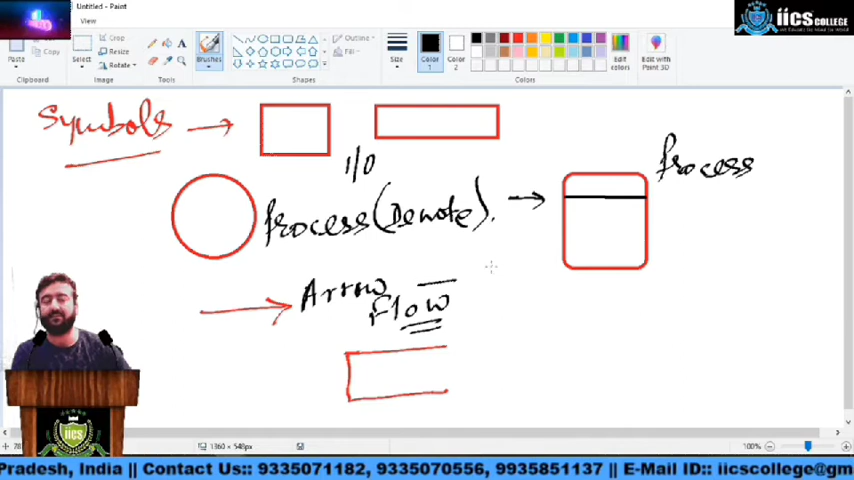 Untitled - Paint
View
iics
COLLEGE
Paste
Copy
Clipboard
Select
Crop
Resize
Rotate
Image
Tools
Brushes
Shapes
Outline
Fill
Size
Color 1
Color 2
Colors
Edit colors
Edit with Paint 3D
Symbols
I/O
Process
Process(Denote).
Arrow
Flow
iics
1360 × 548px
100%
Pradesh, India || Contact Us:: 9335071182, 9335070556, 9935851137 || E-Mail ID:: iicscollege@gm